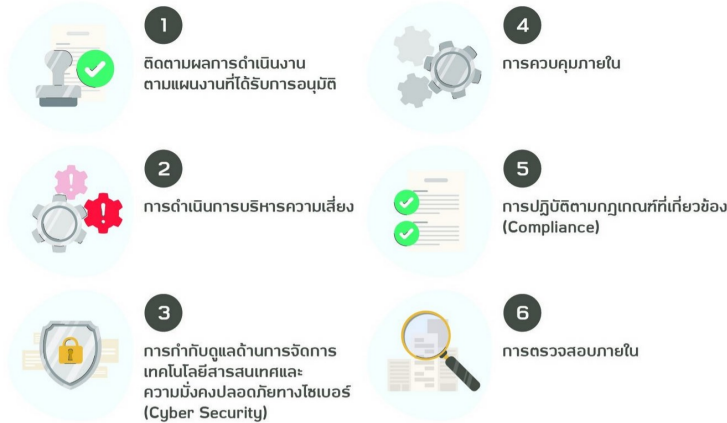 1
ติดตามผลการดำเนินงาน
ตามแผนงานที่ได้รับการอนุมัติ
2
การดำเนินการบริหารความเสี่ยง
3
การกำกับดูแลด้านการจัดการ
เทคโนโลยีสารสนเทศและ
ความมั่งคงปลอดภัยทางไซเบอร์
(Cyber Security)
4
การควบคุมภายใน
5
การปฏิบัติตามกฎเกณฑ์ที่เกี่ยวข้อง
(Compliance)
6
การตรวจสอบภายใน